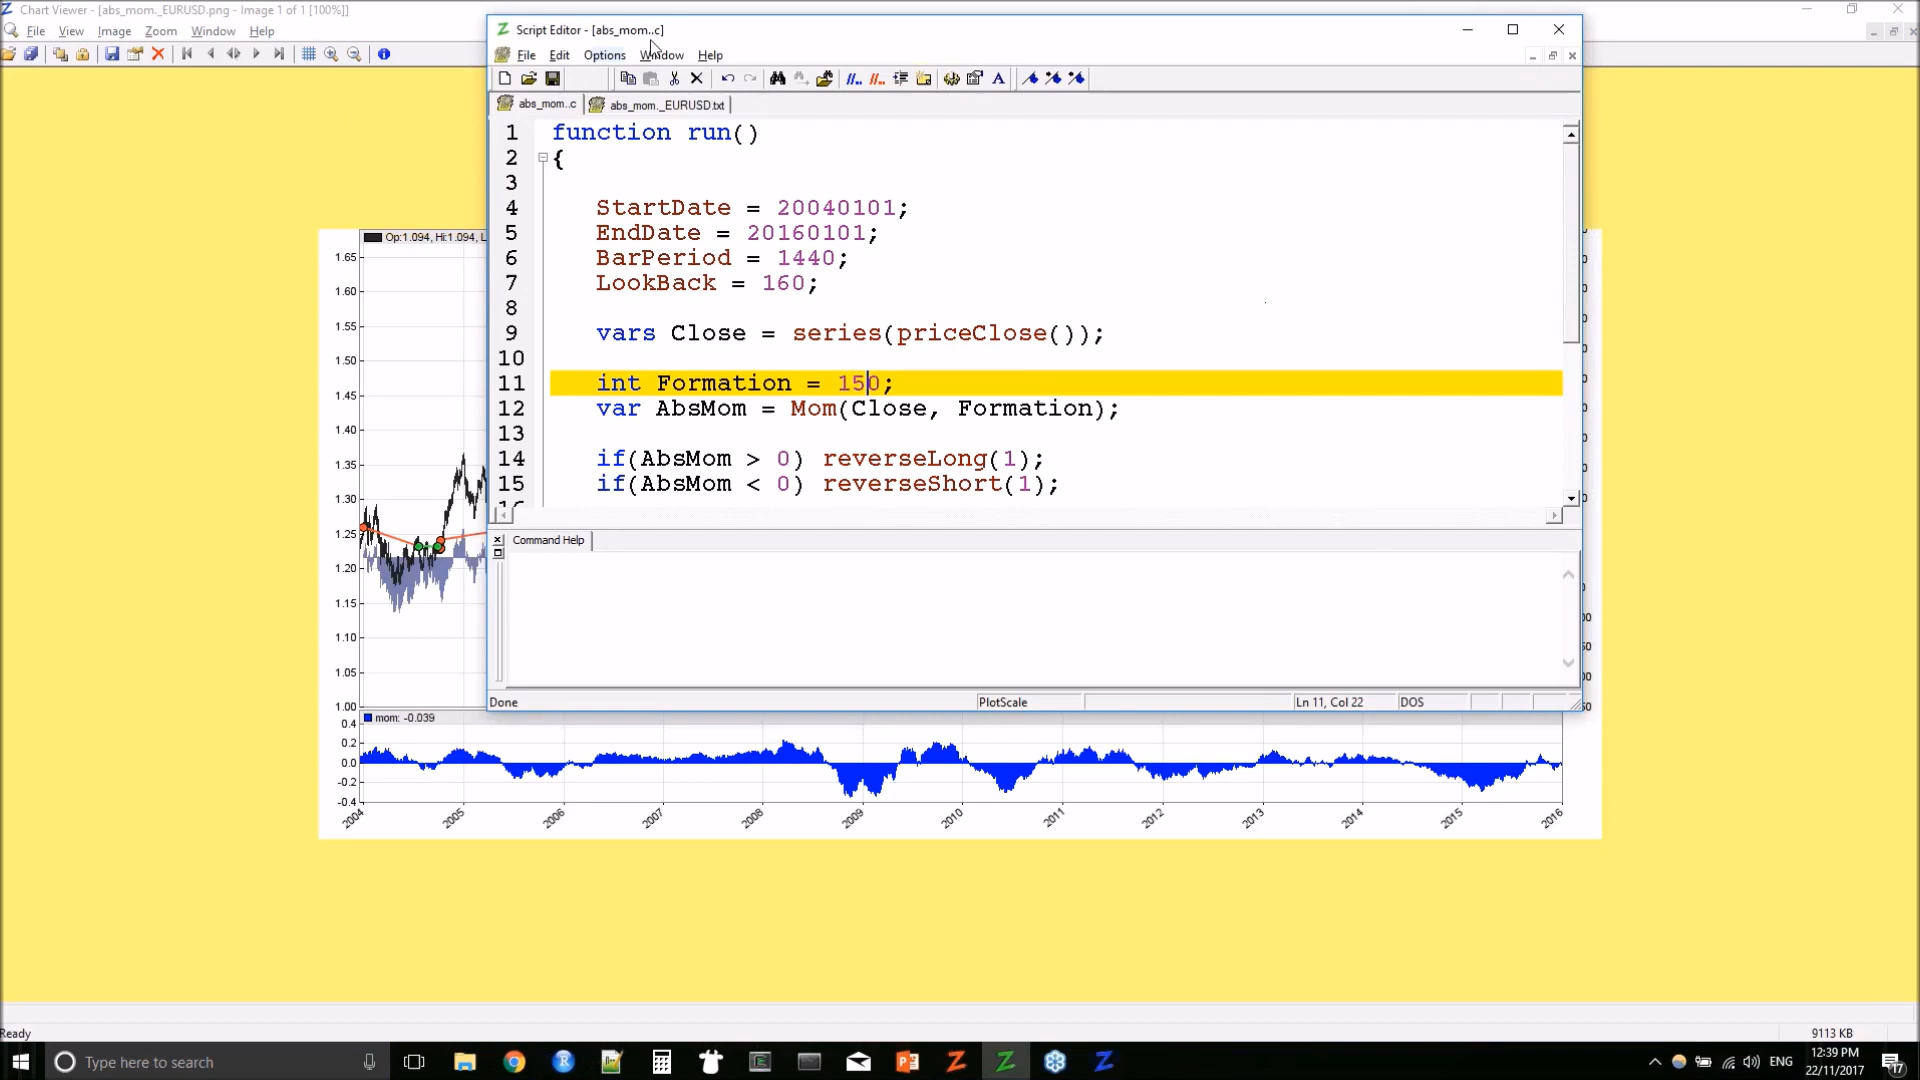 Chart Viewer - [abs_mom._EURUSD.png - Image 1 of 1 [100%]]
File View Image Zoom Window Help
Script Editor - [abs_mom..c]
File Edit Options Window Help
abs_mom..c
abs_mom._EURUSD.txt
1 function run()
2 {
3
4 StartDate = 20040101;
5 EndDate = 20160101;
6 BarPeriod = 1440;
7 LookBack = 160;
8
9 vars Close = series(priceClose());
10
11 int Formation = 150;
12 var AbsMom = Mom(Close, Formation);
13
14 if(AbsMom > 0) reverseLong(1);
15 if(AbsMom < 0) reverseShort(1);
Command Help
Done PlotScale Ln 11, Col 22 DOS
Op:1.094, Hi:1.094, L
1.65
1.60
1.55
1.50
1.45
1.40
1.35
1.30
1.25
1.20
1.15
1.10
1.05
1.00
mom: -0.039
0.4
0.2
0.0
-0.2
-0.4
2004 2005 2006 2007 2008 2009 2010 2011 2012 2013 2014 2015 2016
Ready
9113 KB
Type here to search
ENG
12:39 PM
22/11/2017
17